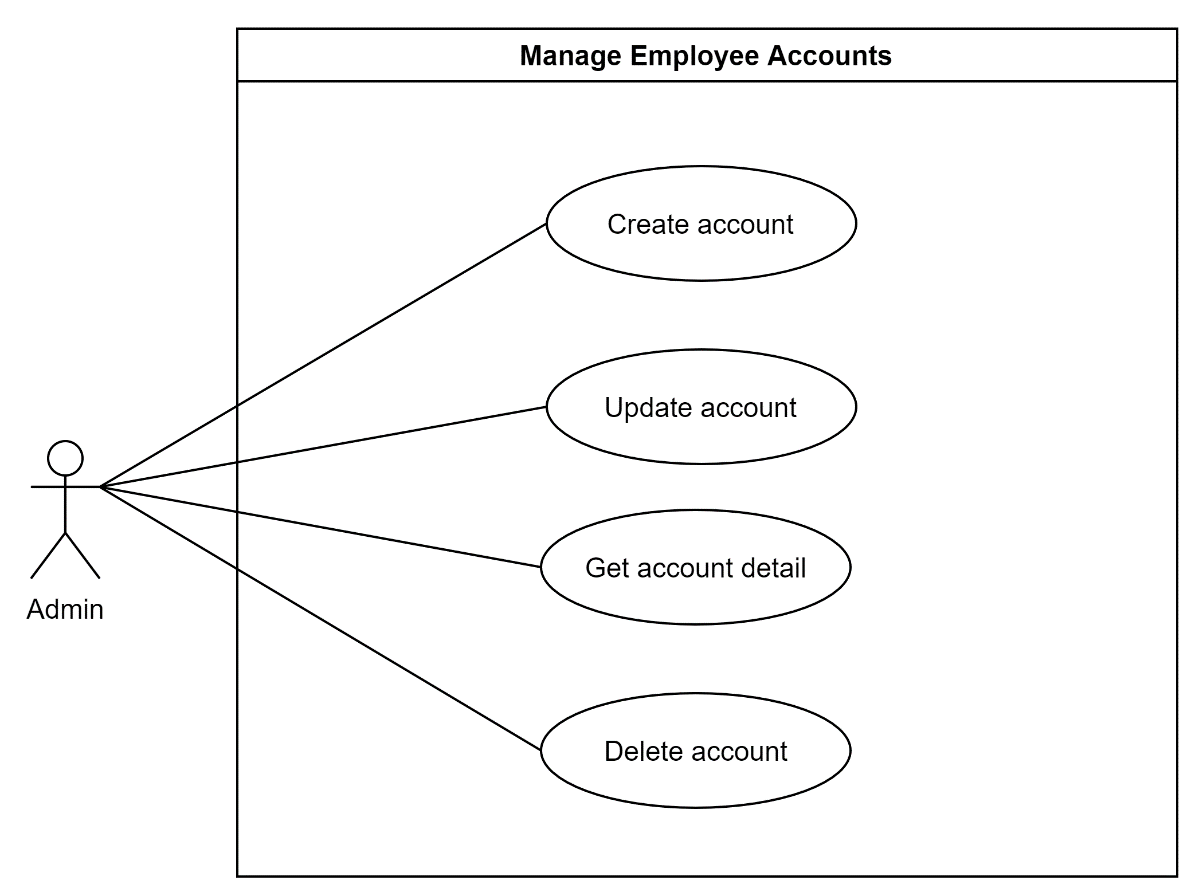 Manage Employee Accounts
Create account
Update account
Get account detail
Admin
Delete account